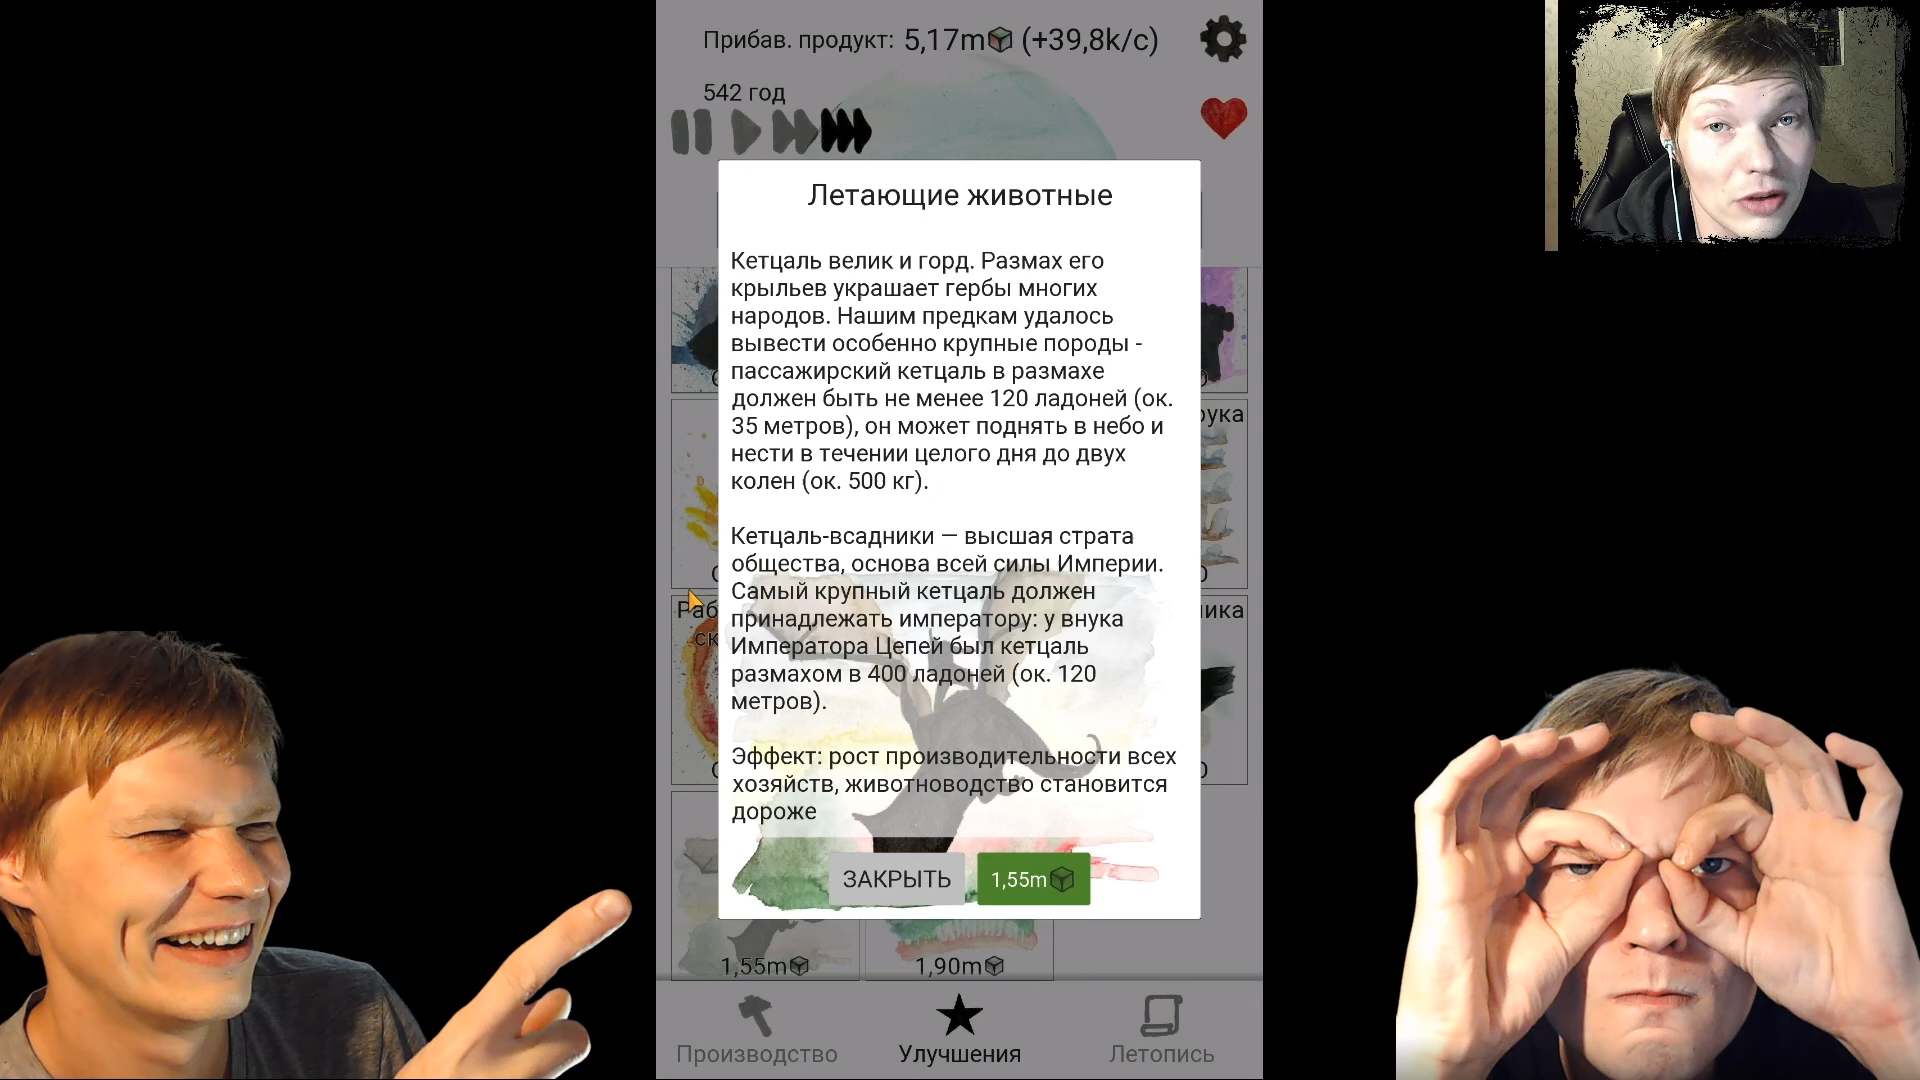 Прибав. продукт: 5,17m (+39,8k/с)
542 год
Летающие животные
Кетцаль велик и горд. Размах его
крыльев украшает гербы многих
народов. Нашим предкам удалось
вывести особенно крупные породы -
пассажирский кетцаль в размахе
должен быть не менее 120 ладоней (ок.
35 метров), он может поднять в небо и
нести в течении целого дня до двух
колен (ок. 500 кг).
Кетцаль-всадники — высшая страта
общества, основа всей силы Империи.
Самый крупный кетцаль должен
принадлежать императору: у внука
Императора Цепей был кетцаль
размахом в 400 ладоней (ок. 120
метров).
Эффект: рост производительности всех
хозяйств, животноводство становится
дороже
ЗАКРЫТЬ 1,55m
1,55m 1,90m
Производство Улучшения Летопись